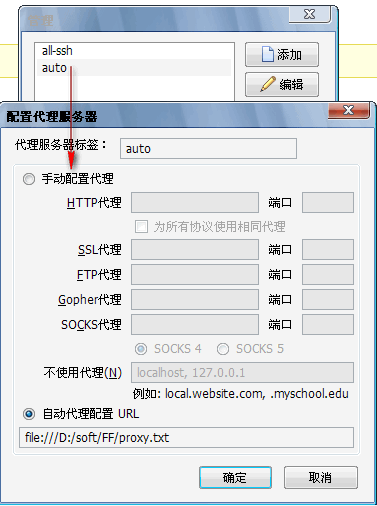 all-ssh
添加
auto
编辑
配置代理服务器
代理服务器标签： auto
手动配置代理
HTTP代理 端口
为所有协议使用相同代理
SSL代理 端口
FTP代理 端口
Gopher代理 端口
SOCKS代理 端口
SOCKS 4 SOCKS 5
不使用代理(N) localhost, 127.0.0.1
例如: local.website.com, .myschool.edu
自动代理配置 URL
file:///D:/soft/FF/proxy.txt
确定 取消